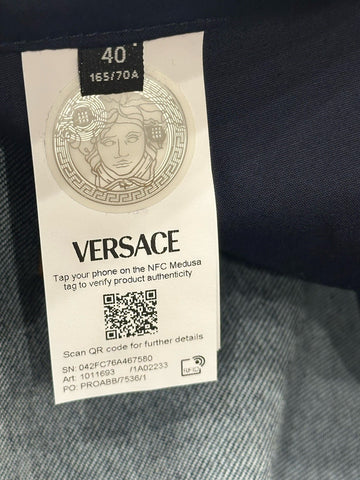 40
165/70A
VERSACE
Tap your phone on the NFC Medusa
tag to verify product authenticity
Scan QR code for further details
SN: 042FC76A467580
Art: 1011693 /1A02233
PO: PROABB/7536/1
NFC